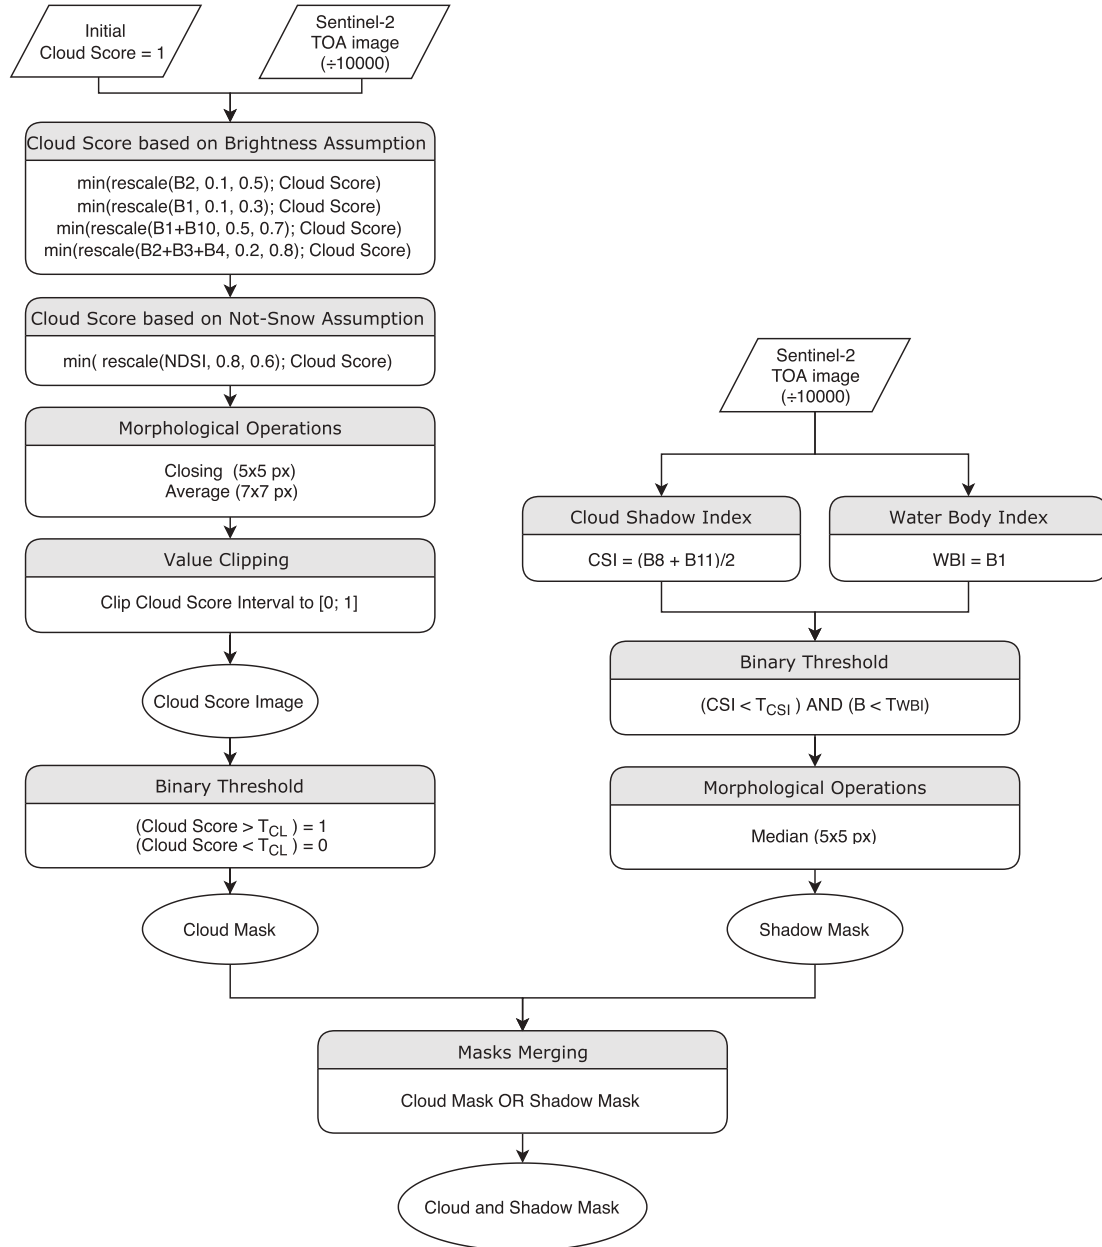 Initial
Cloud Score = 1
Sentinel-2
TOA image
(÷10000)
Cloud Score based on Brightness Assumption
min(rescale(B2, 0.1, 0.5); Cloud Score)
min(rescale(B1, 0.1, 0.3); Cloud Score)
min(rescale(B1+B10, 0.5, 0.7); Cloud Score)
min(rescale(B2+B3+B4, 0.2, 0.8); Cloud Score)
Cloud Score based on Not-Snow Assumption
min( rescale(NDSI, 0.8, 0.6); Cloud Score)
Morphological Operations
Closing (5x5 px)
Average (7x7 px)
Value Clipping
Clip Cloud Score Interval to [0; 1]
Cloud Score Image
Binary Threshold
(Cloud Score > TCL ) = 1
(Cloud Score < TCL ) = 0
Cloud Mask
Sentinel-2
TOA image
(÷10000)
Cloud Shadow Index
CSI = (B8 + B11)/2
Water Body Index
WBI = B1
Binary Threshold
(CSI < TCSI ) AND (B < TWBI)
Morphological Operations
Median (5x5 px)
Shadow Mask
Masks Merging
Cloud Mask OR Shadow Mask
Cloud and Shadow Mask